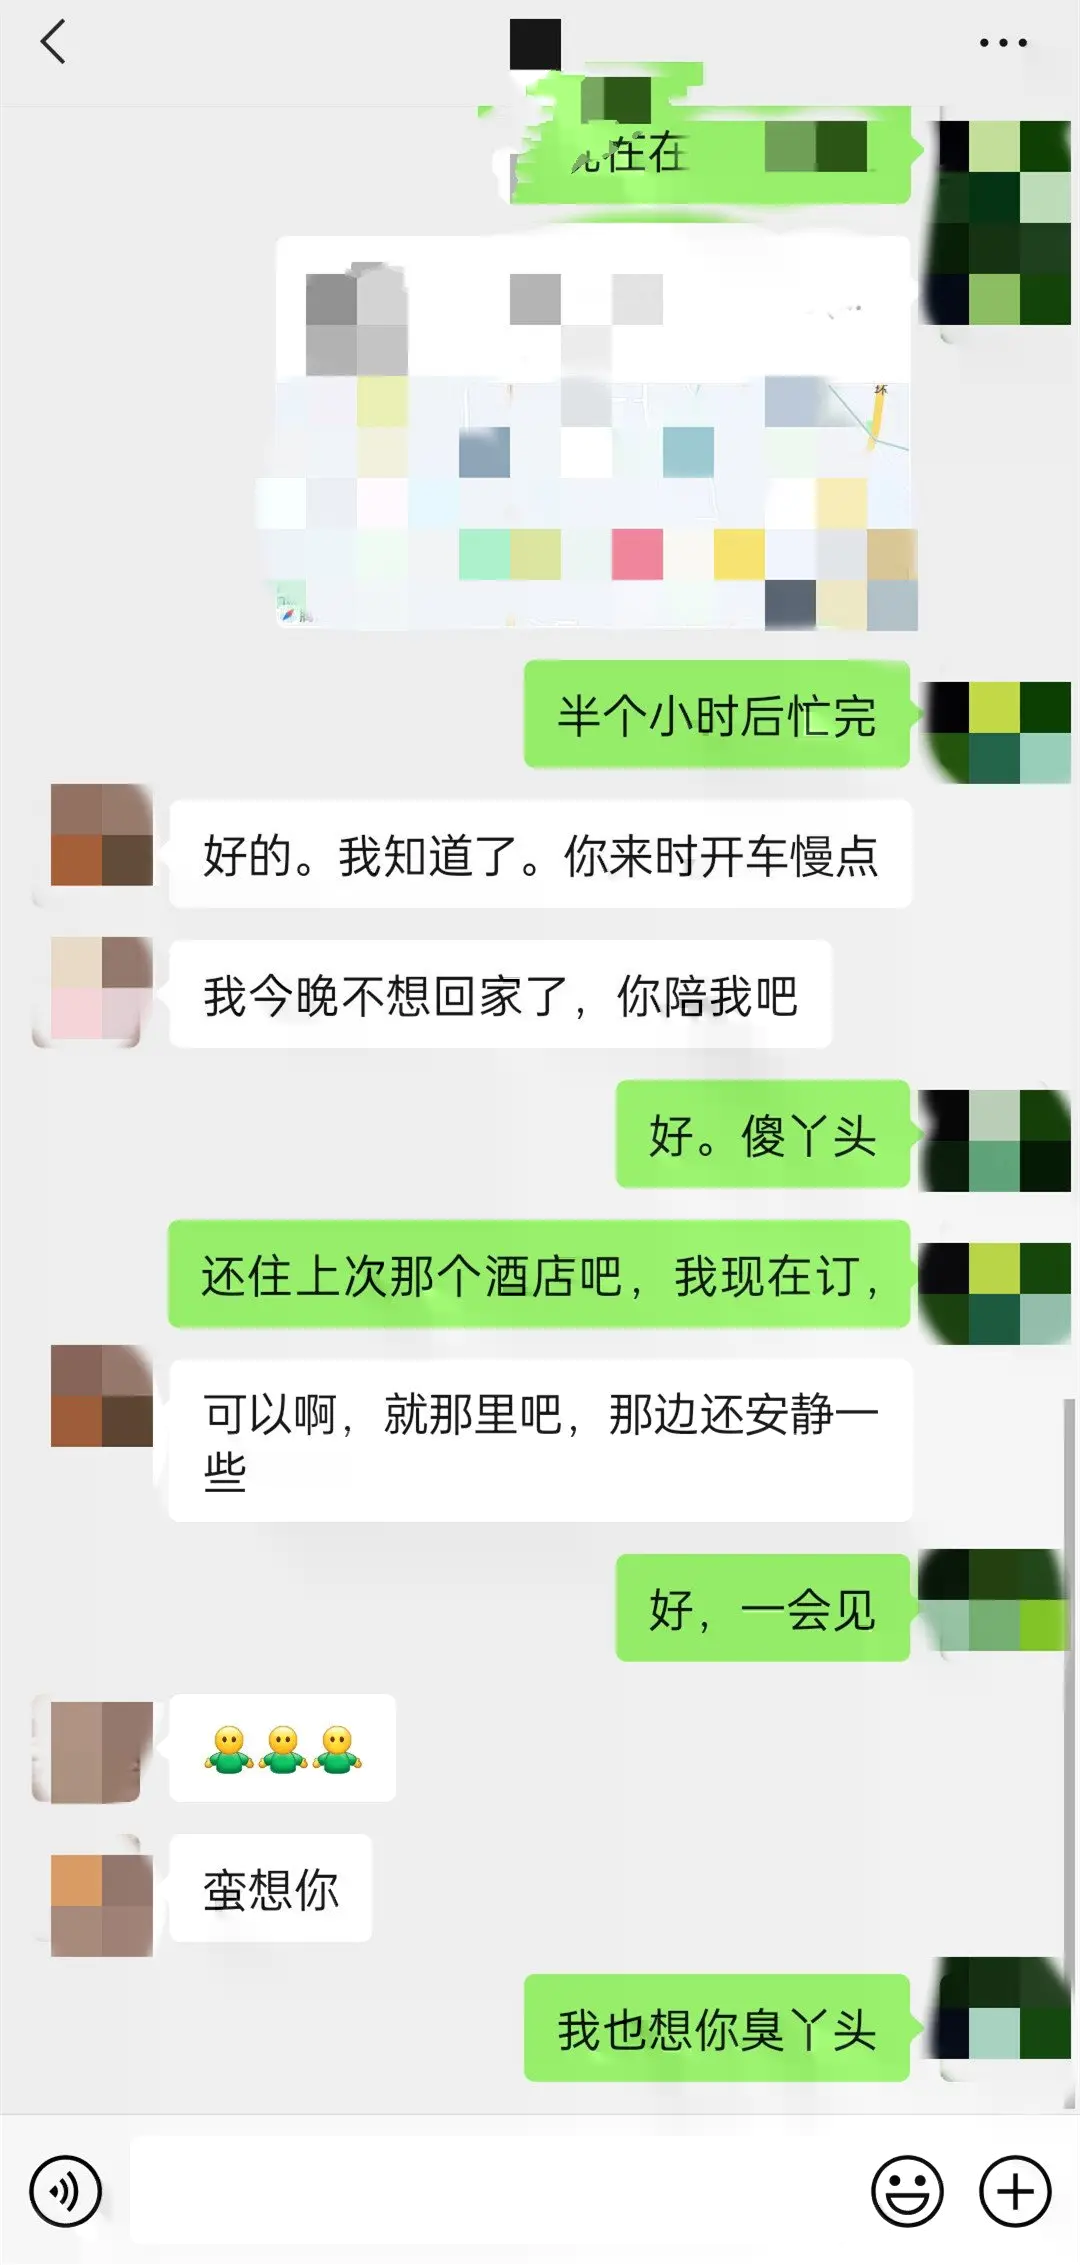 现在在
环
半个小时后忙完
好的。我知道了。你来时开车慢点
我今晚不想回家了，你陪我吧
好。傻丫头
还住上次那个酒店吧，我现在订，
可以啊，就那里吧，那边还安静一
些
好，一会见
蛮想你
我也想你臭丫头